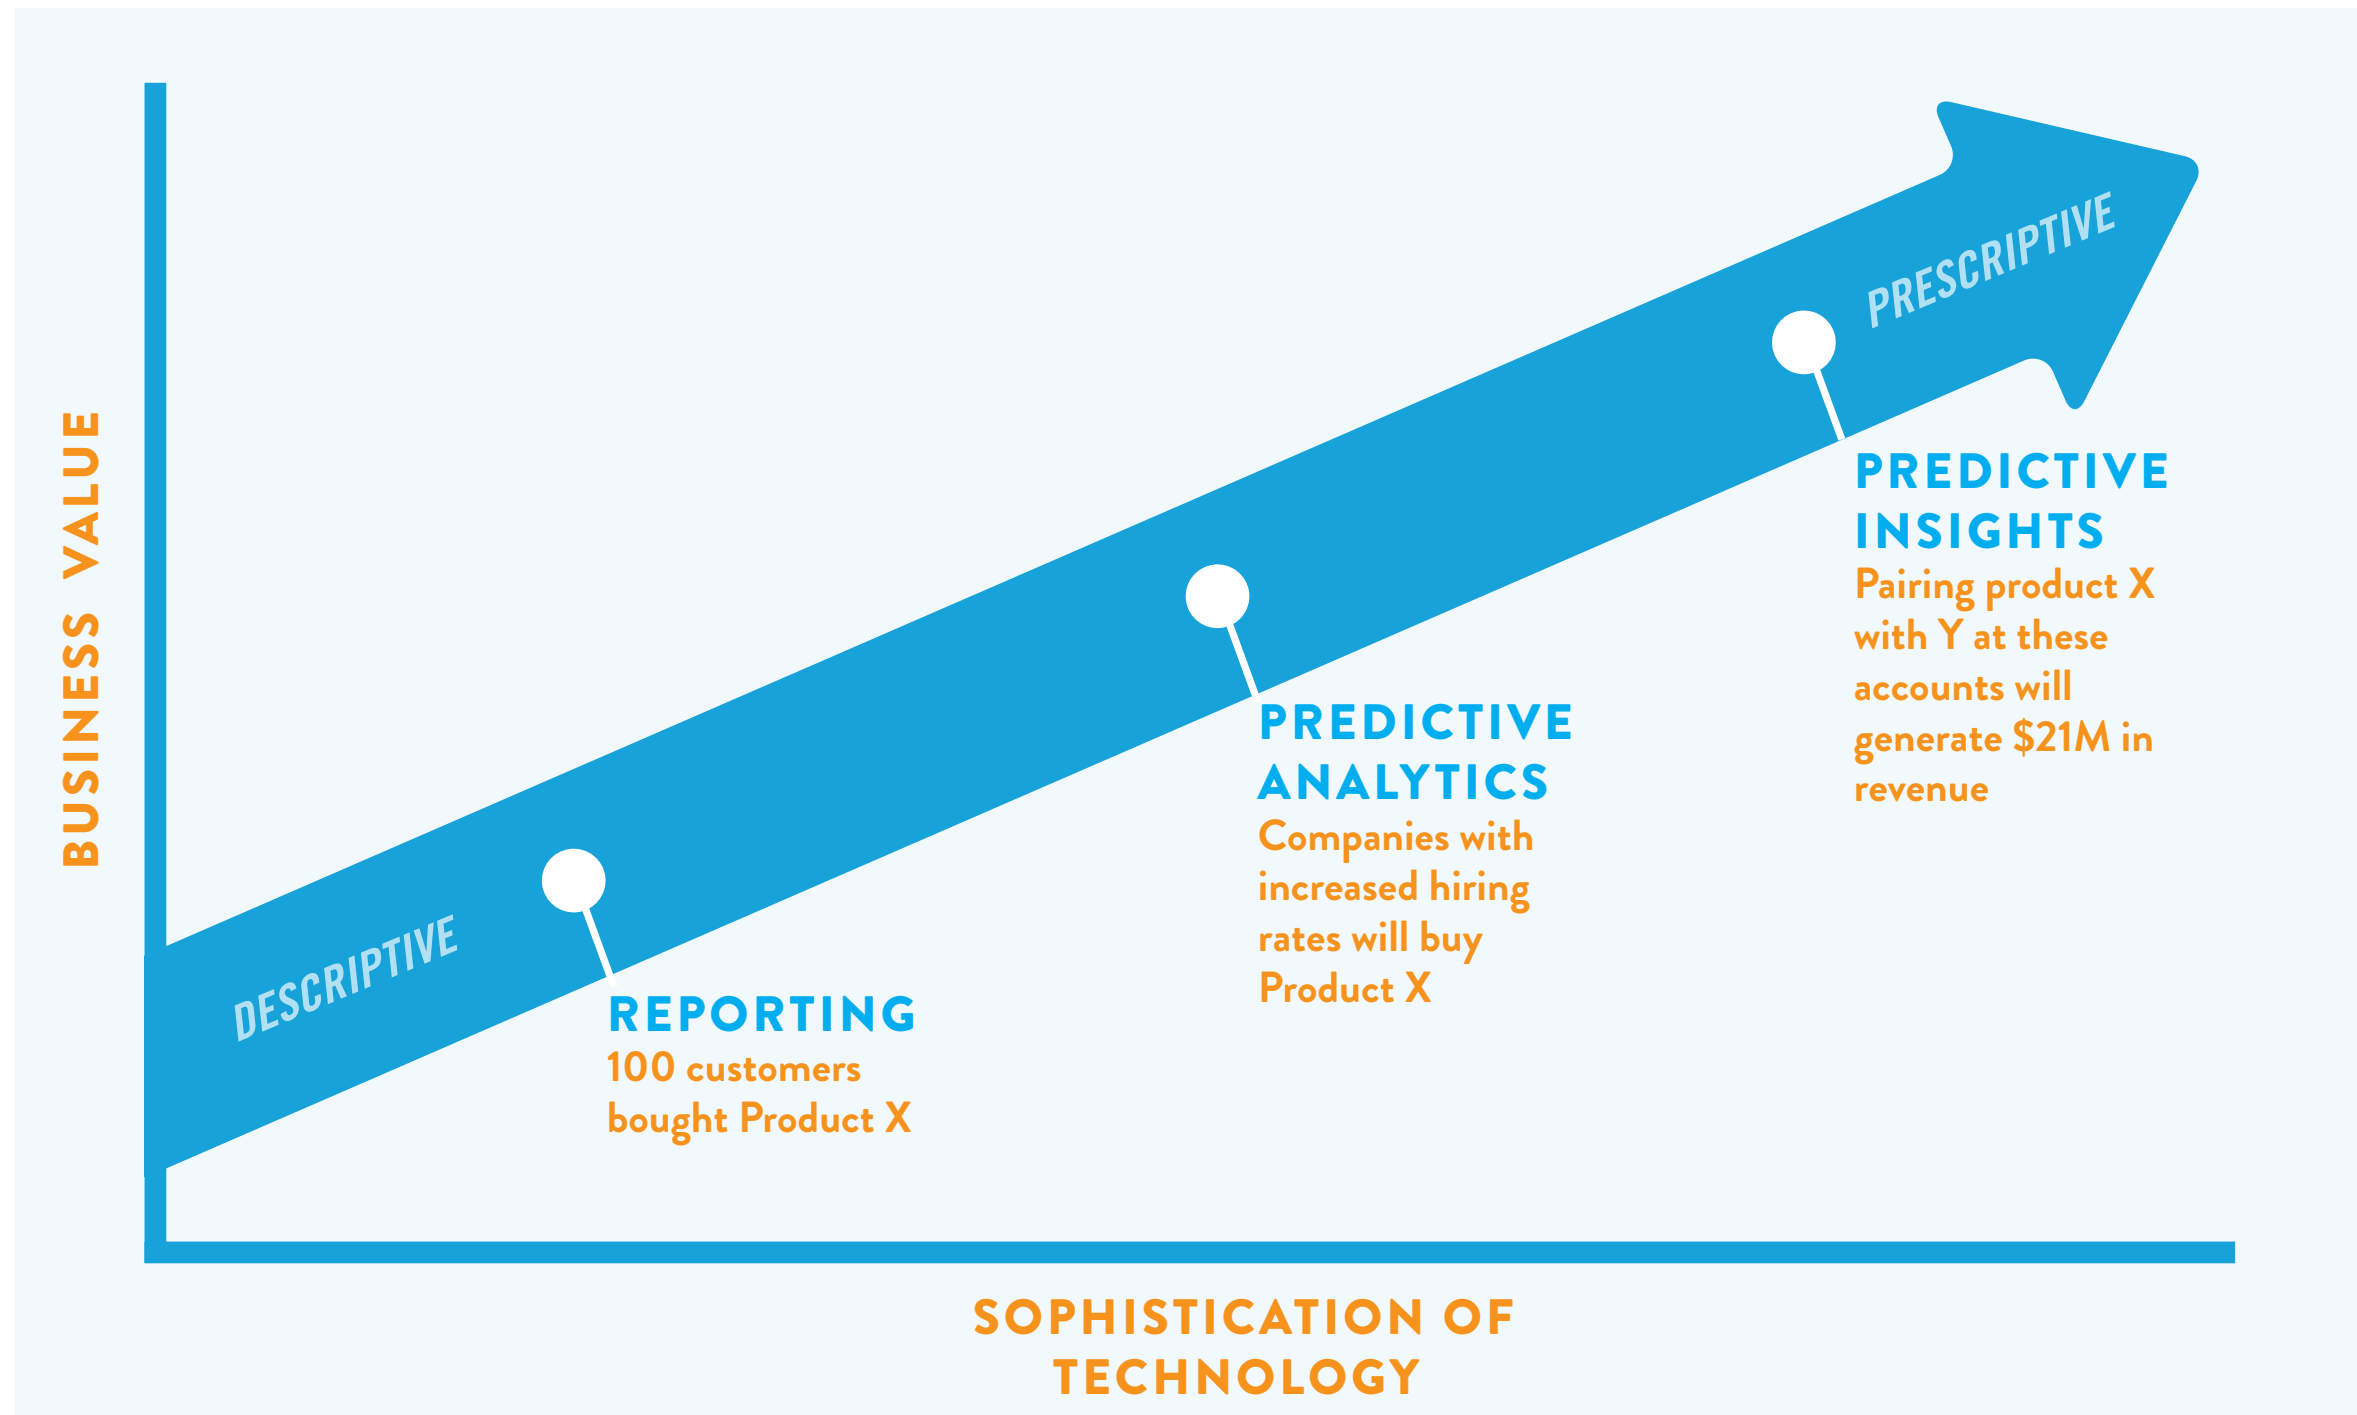 BUSINESS VALUE
DESCRIPTIVE
PRESCRIPTIVE
REPORTING
100 customers
bought Product X
PREDICTIVE
ANALYTICS
Companies with
increased hiring
rates will buy
Product X
PREDICTIVE
INSIGHTS
Pairing product X
with Y at these
accounts will
generate $21M in
revenue
SOPHISTICATION OF
TECHNOLOGY